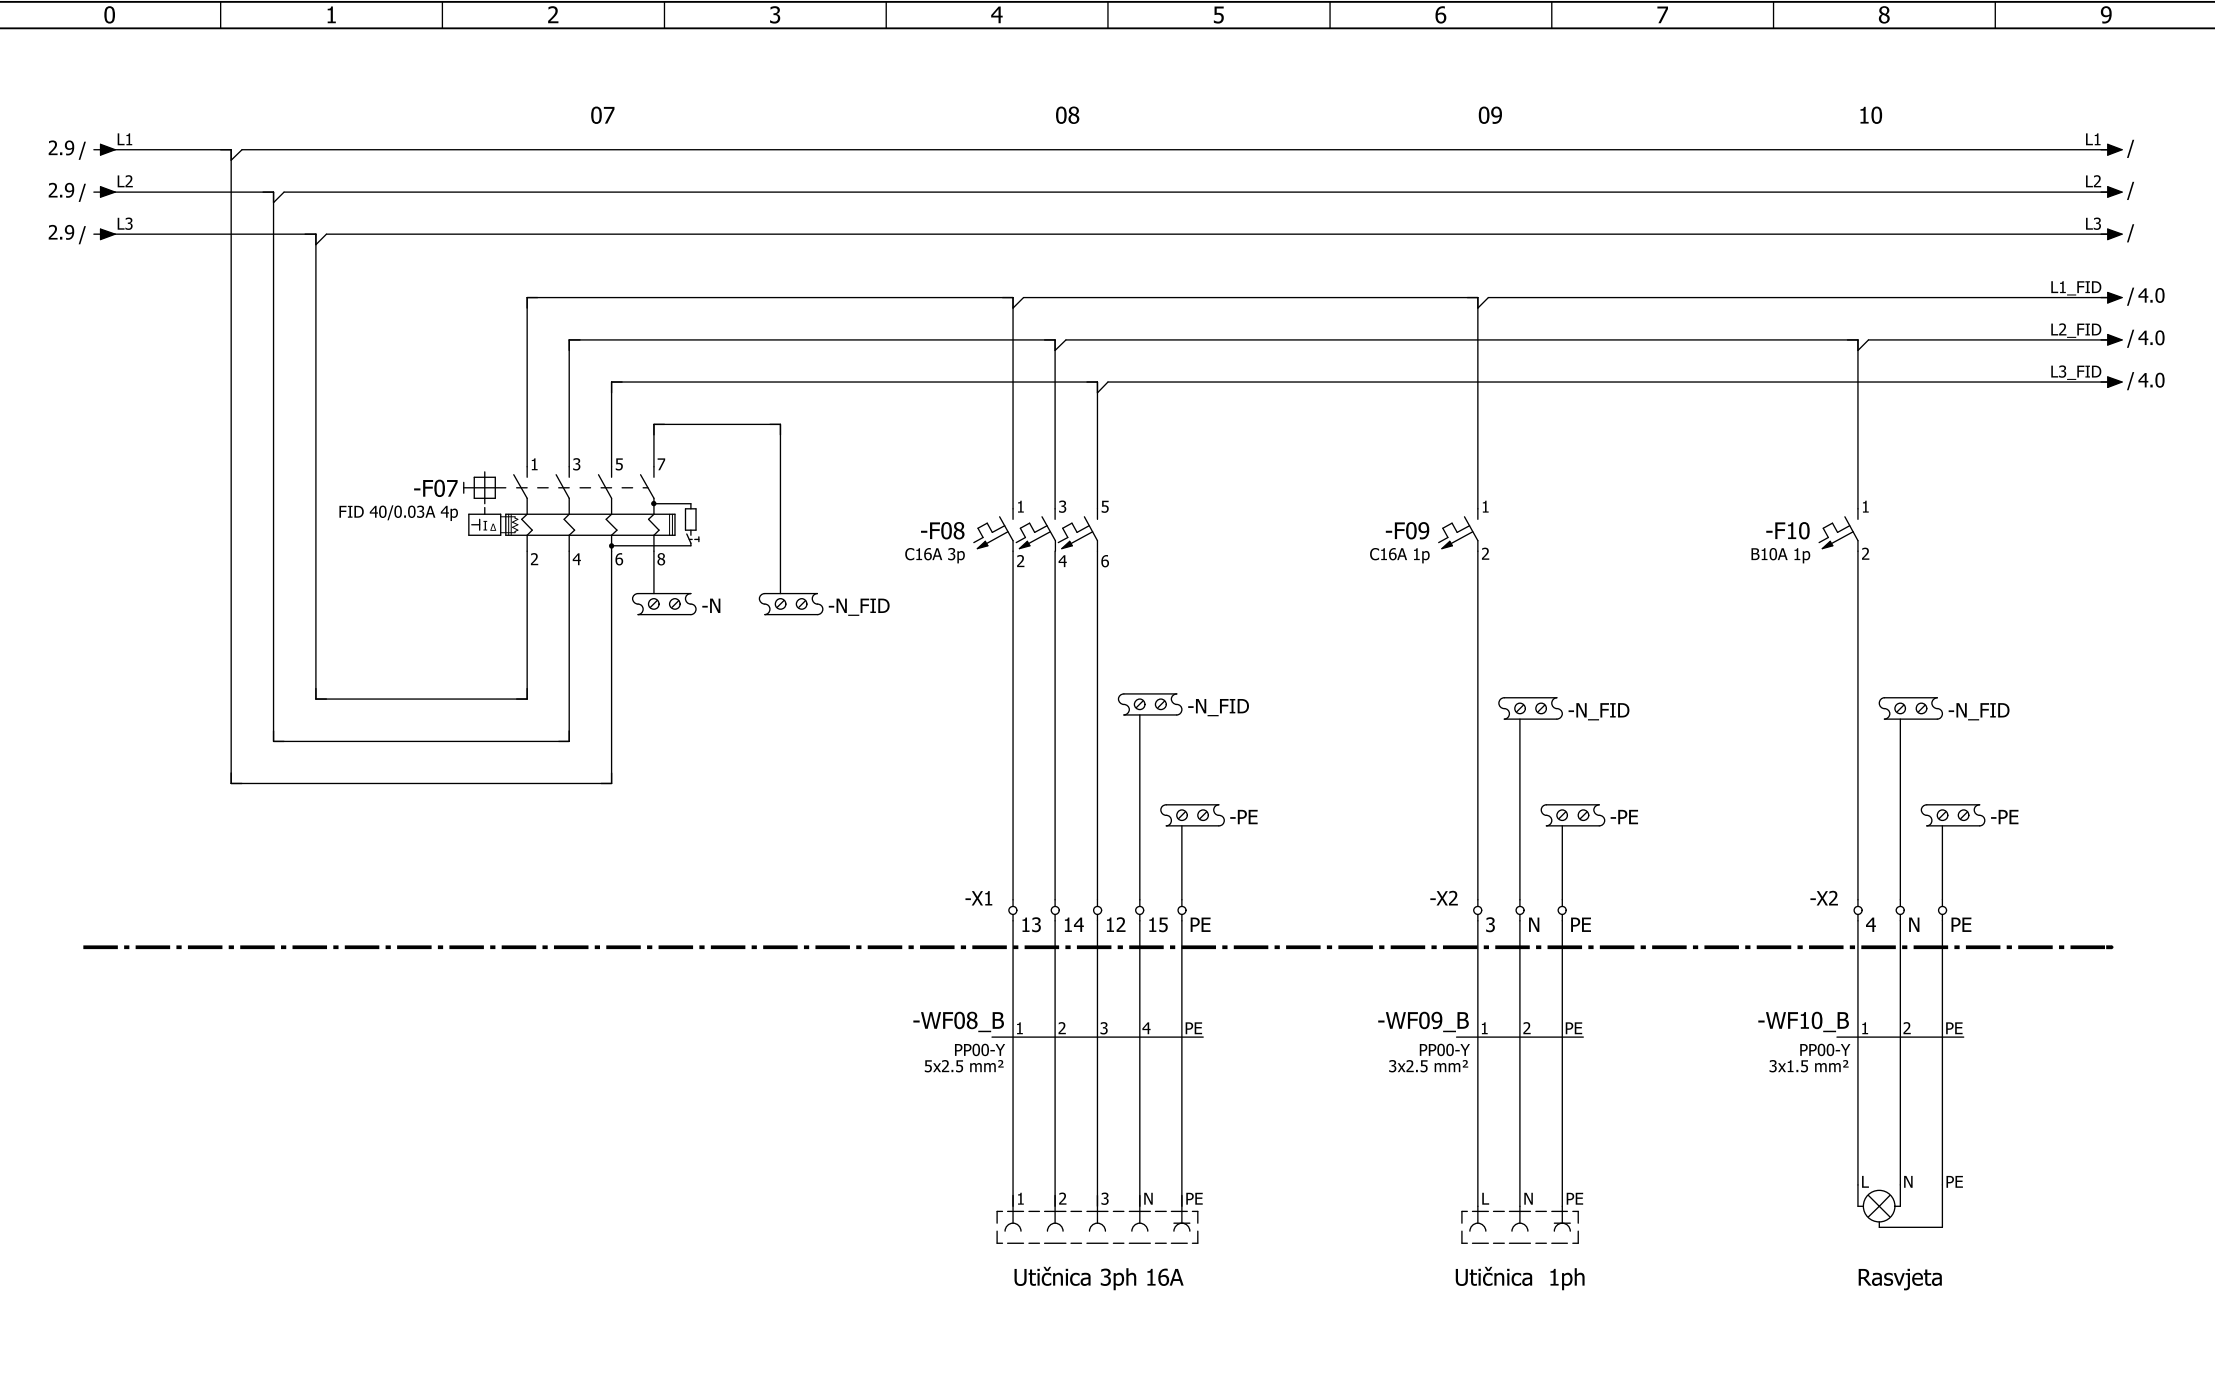 0 1 2 3 4 5 6 7 8 9
07 08 09 10
2.9 / L1 L1 /
2.9 / L2 L2 /
2.9 / L3 L3 /
L1_FID / 4.0
L2_FID / 4.0
L3_FID / 4.0
1 3 5 7
-F07
FID 40/0.03A 4p
I Δ
2 4 6 8
-N -N_FID
1 3 5 1 1
-F08 -F09 -F10
C16A 3p C16A 1p B10A 1p
2 4 6 2 2
-N_FID -N_FID -N_FID
-PE -PE -PE
-X1 -X2 -X2
13 14 12 15 PE 3 N PE 4 N PE
-WF08_B 1 2 3 4 PE -WF09_B 1 2 PE -WF10_B 1 2 PE
PP00-Y PP00-Y PP00-Y
5x2.5 mm² 3x2.5 mm² 3x1.5 mm²
L N PE
1 2 3 N PE L N PE
Utičnica 3ph 16A Utičnica 1ph Rasvjeta